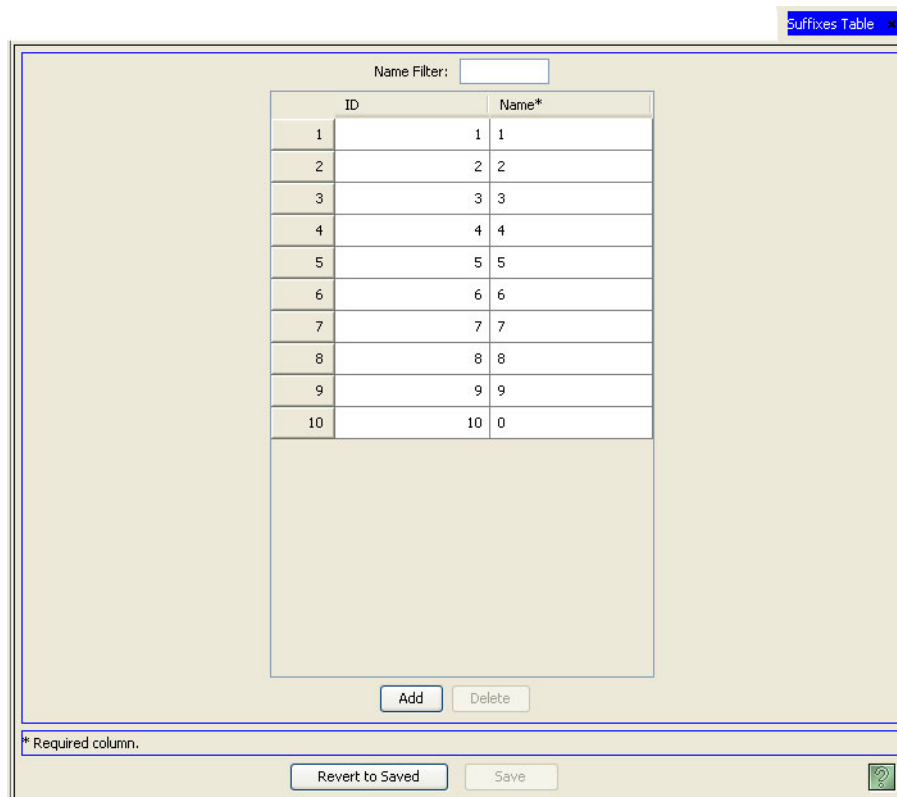 Suffixes Table x
Name Filter:
ID Name*
1 1 1
2 2 2
3 3 3
4 4 4
5 5 5
6 6 6
7 7 7
8 8 8
9 9 9
10 10 0
Add Delete
* Required column.
Revert to Saved Save ?